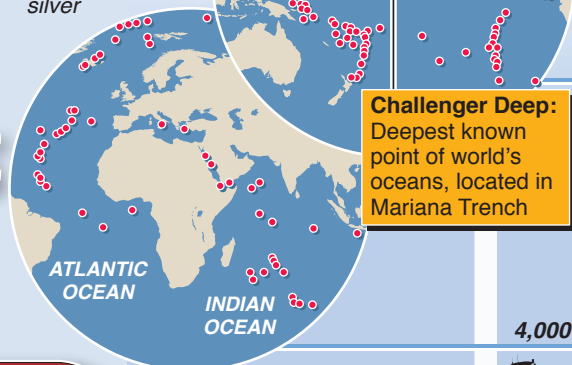 silver
Challenger Deep:
Deepest known
point of world's
oceans, located in
Mariana Trench
ATLANTIC
OCEAN
INDIAN
OCEAN
4,000